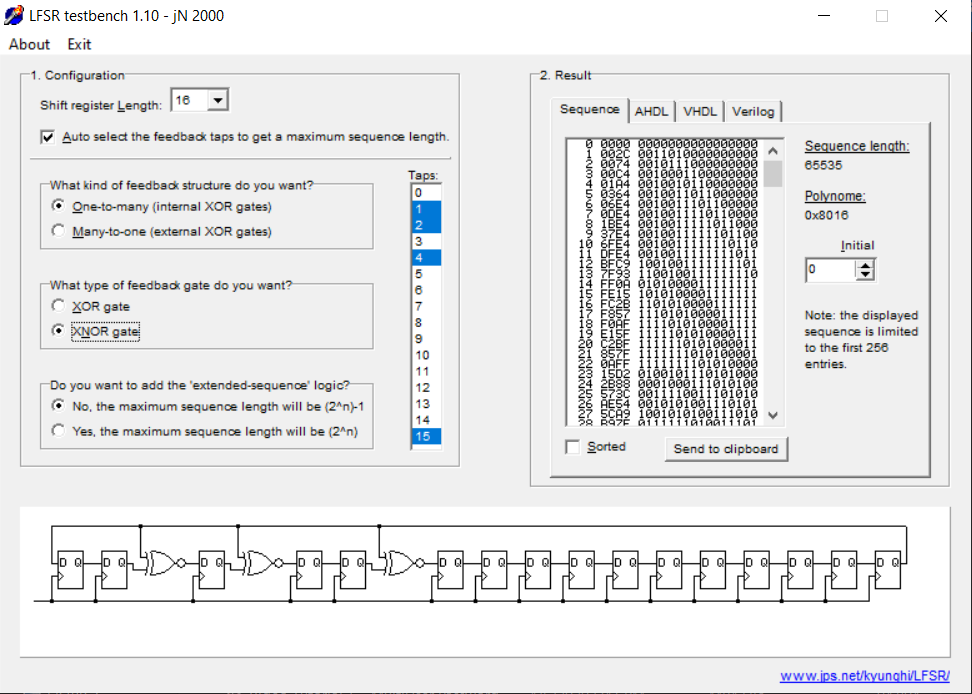 LFSR testbench 1.10 - jN 2000
About Exit
1. Configuration
Shift register Length: 16
Auto select the feedback taps to get a maximum sequence length.
What kind of feedback structure do you want?
One-to-many (internal XOR gates)
Many-to-one (external XOR gates)
What type of feedback gate do you want?
XOR gate
XNOR gate
Do you want to add the 'extended-sequence' logic?
No, the maximum sequence length will be (2^n)-1
Yes, the maximum sequence length will be (2^n)
Taps:
0
1
2
3
4
5
6
7
8
9
10
11
12
13
14
15
2. Result
Sequence AHDL VHDL Verilog
0 0000 0000000000000000
1 002C 0011010000000000
2 0074 0010111000000000
3 00C4 0010001100000000
4 01A4 0010010110000000
5 0364 0010011011000000
6 06E4 0010011101100000
7 0DE4 0010011110110000
8 1BE4 0010011111011000
9 37E4 0010011111101100
10 6FE4 0010011111110110
11 DFE4 0010011111111011
12 BFC9 1001001111111101
13 7F93 1100100111111110
14 FF0A 0101000011111111
15 FE15 1010100001111111
16 FC2B 1101010000111111
17 F857 1110101000011111
18 F0AF 1111010100001111
19 E15F 1111101010000111
20 C2BF 1111110101000011
21 857F 1111111010100001
22 0AFF 1111111101010000
23 15D2 0100101110101000
24 2B88 0001000111010100
25 573C 0011110011101010
26 AE54 0010101001110101
27 5CA9 1001010100111010
28 B97F 1111111010011101
Sorted
Send to clipboard
Sequence length:
65535
Polynome:
0x8016
Initial
0
Note: the displayed
sequence is limited
to the first 256
entries.
D Q D Q D Q D Q D Q D Q D Q D Q D Q D Q D Q D Q D Q D Q D Q D Q
www.jps.net/kyunghi/LFSR/